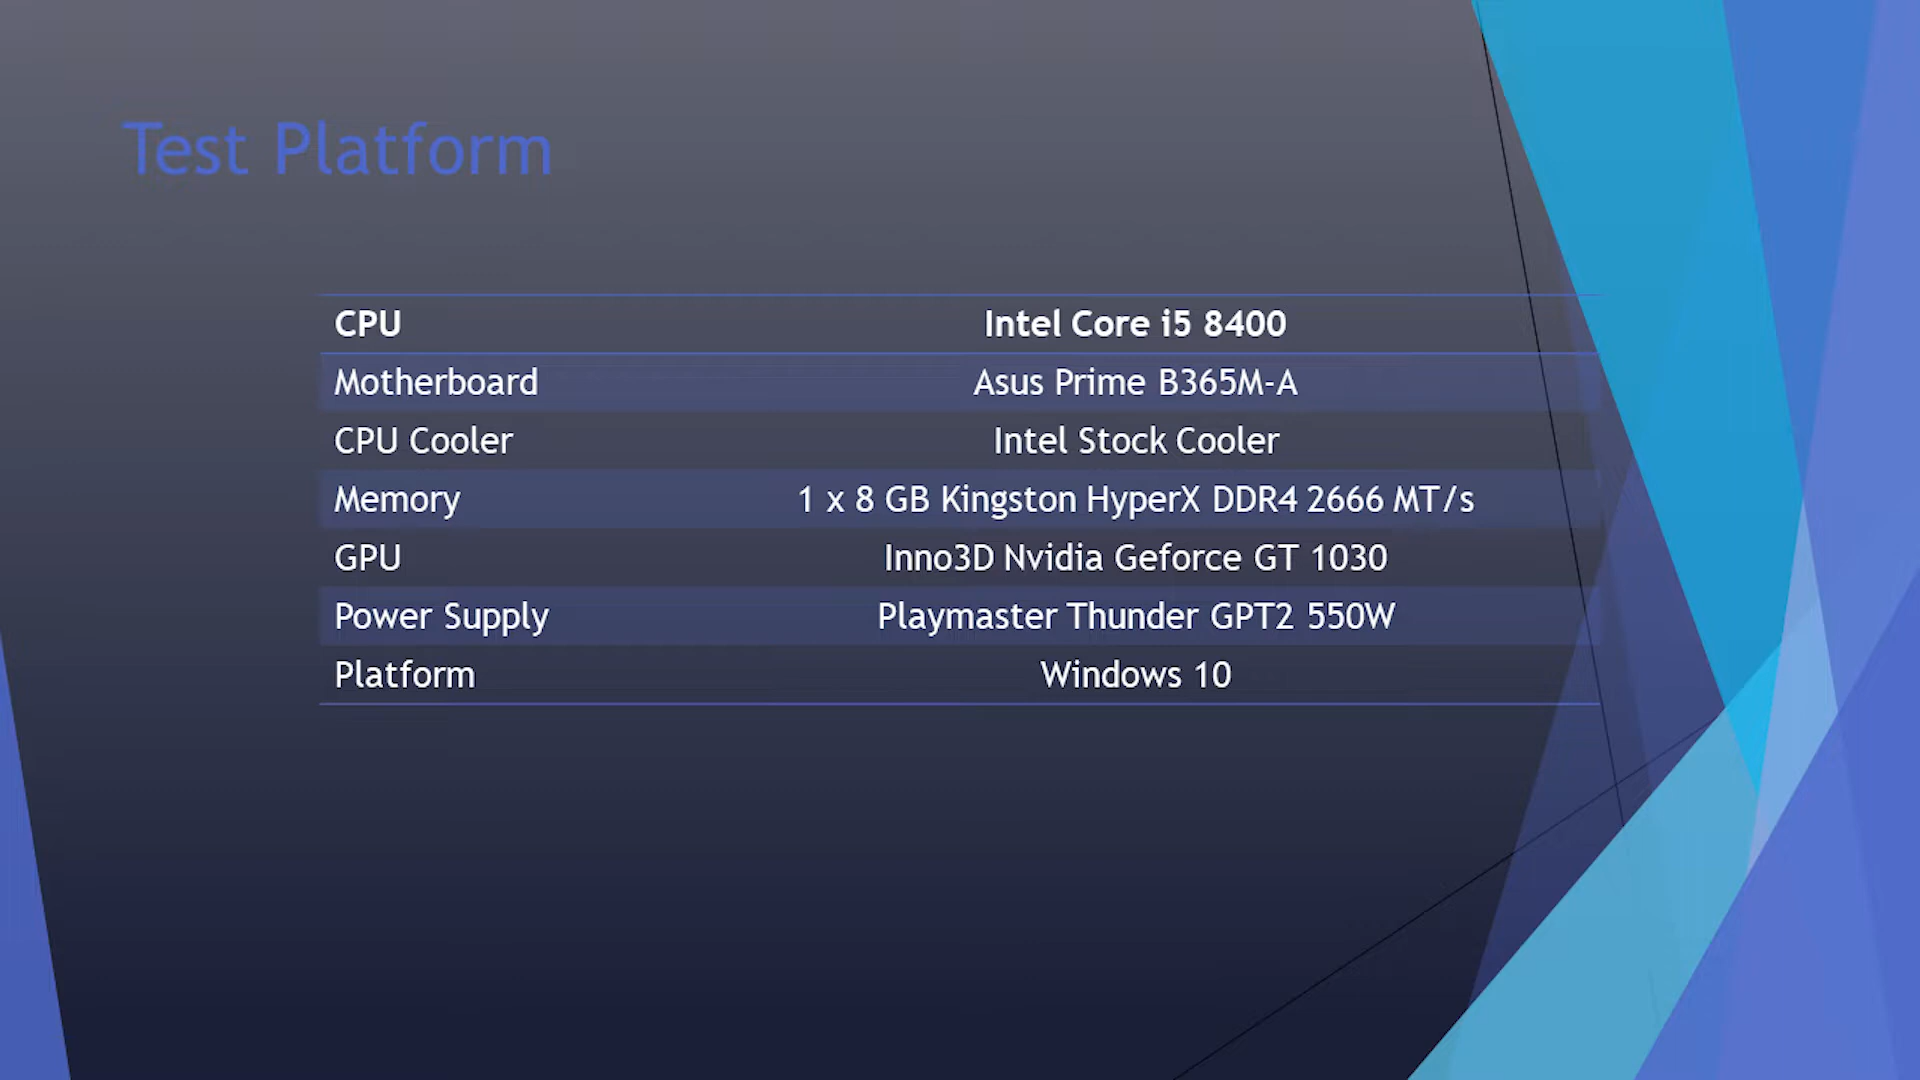 Test Platform
CPU Intel Core i5 8400
Motherboard Asus Prime B365M-A
CPU Cooler Intel Stock Cooler
Memory 1 x 8 GB Kingston HyperX DDR4 2666 MT/s
GPU Inno3D Nvidia Geforce GT 1030
Power Supply Playmaster Thunder GPT2 550W
Platform Windows 10